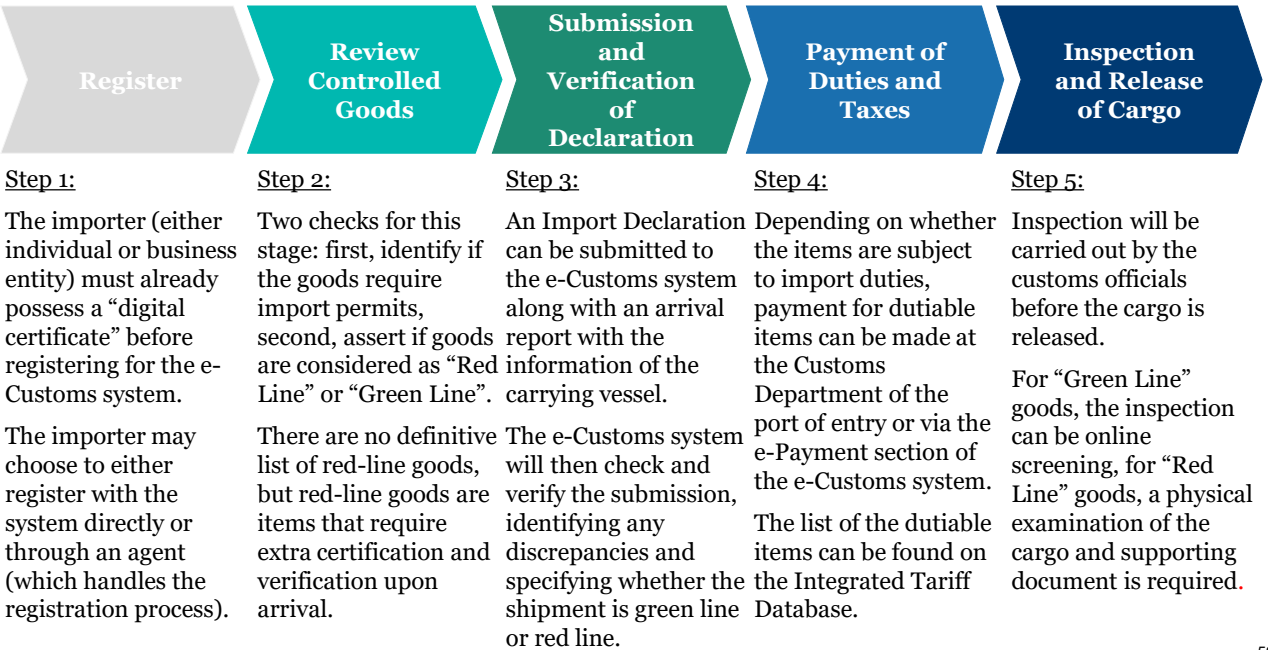 Register
Review
Controlled
Goods
Submission
and
Verification
of
Declaration
Payment of
Duties and
Taxes
Inspection
and Release
of Cargo
Step 1:
The importer (either
individual or business
entity) must already
possess a “digital
certificate” before
registering for the e-
Customs system.
The importer may
choose to either
register with the
system directly or
through an agent
(which handles the
registration process).
Step 2:
Two checks for this
stage: first, identify if
the goods require
import permits,
second, assert if goods
are considered as “Red
Line” or “Green Line”.
There are no definitive
list of red-line goods,
but red-line goods are
items that require
extra certification and
verification upon
arrival.
Step 3:
An Import Declaration
can be submitted to
the e-Customs system
along with an arrival
report with the
information of the
carrying vessel.
The e-Customs system
will then check and
verify the submission,
identifying any
discrepancies and
specifying whether the
shipment is green line
or red line.
Step 4:
Depending on whether
the items are subject
to import duties,
payment for dutiable
items can be made at
the Customs
Department of the
port of entry or via the
e-Payment section of
the e-Customs system.
The list of the dutiable
items can be found on
the Integrated Tariff
Database.
Step 5:
Inspection will be
carried out by the
customs officials
before the cargo is
released.
For “Green Line”
goods, the inspection
can be online
screening, for “Red
Line” goods, a physical
examination of the
cargo and supporting
document is required.